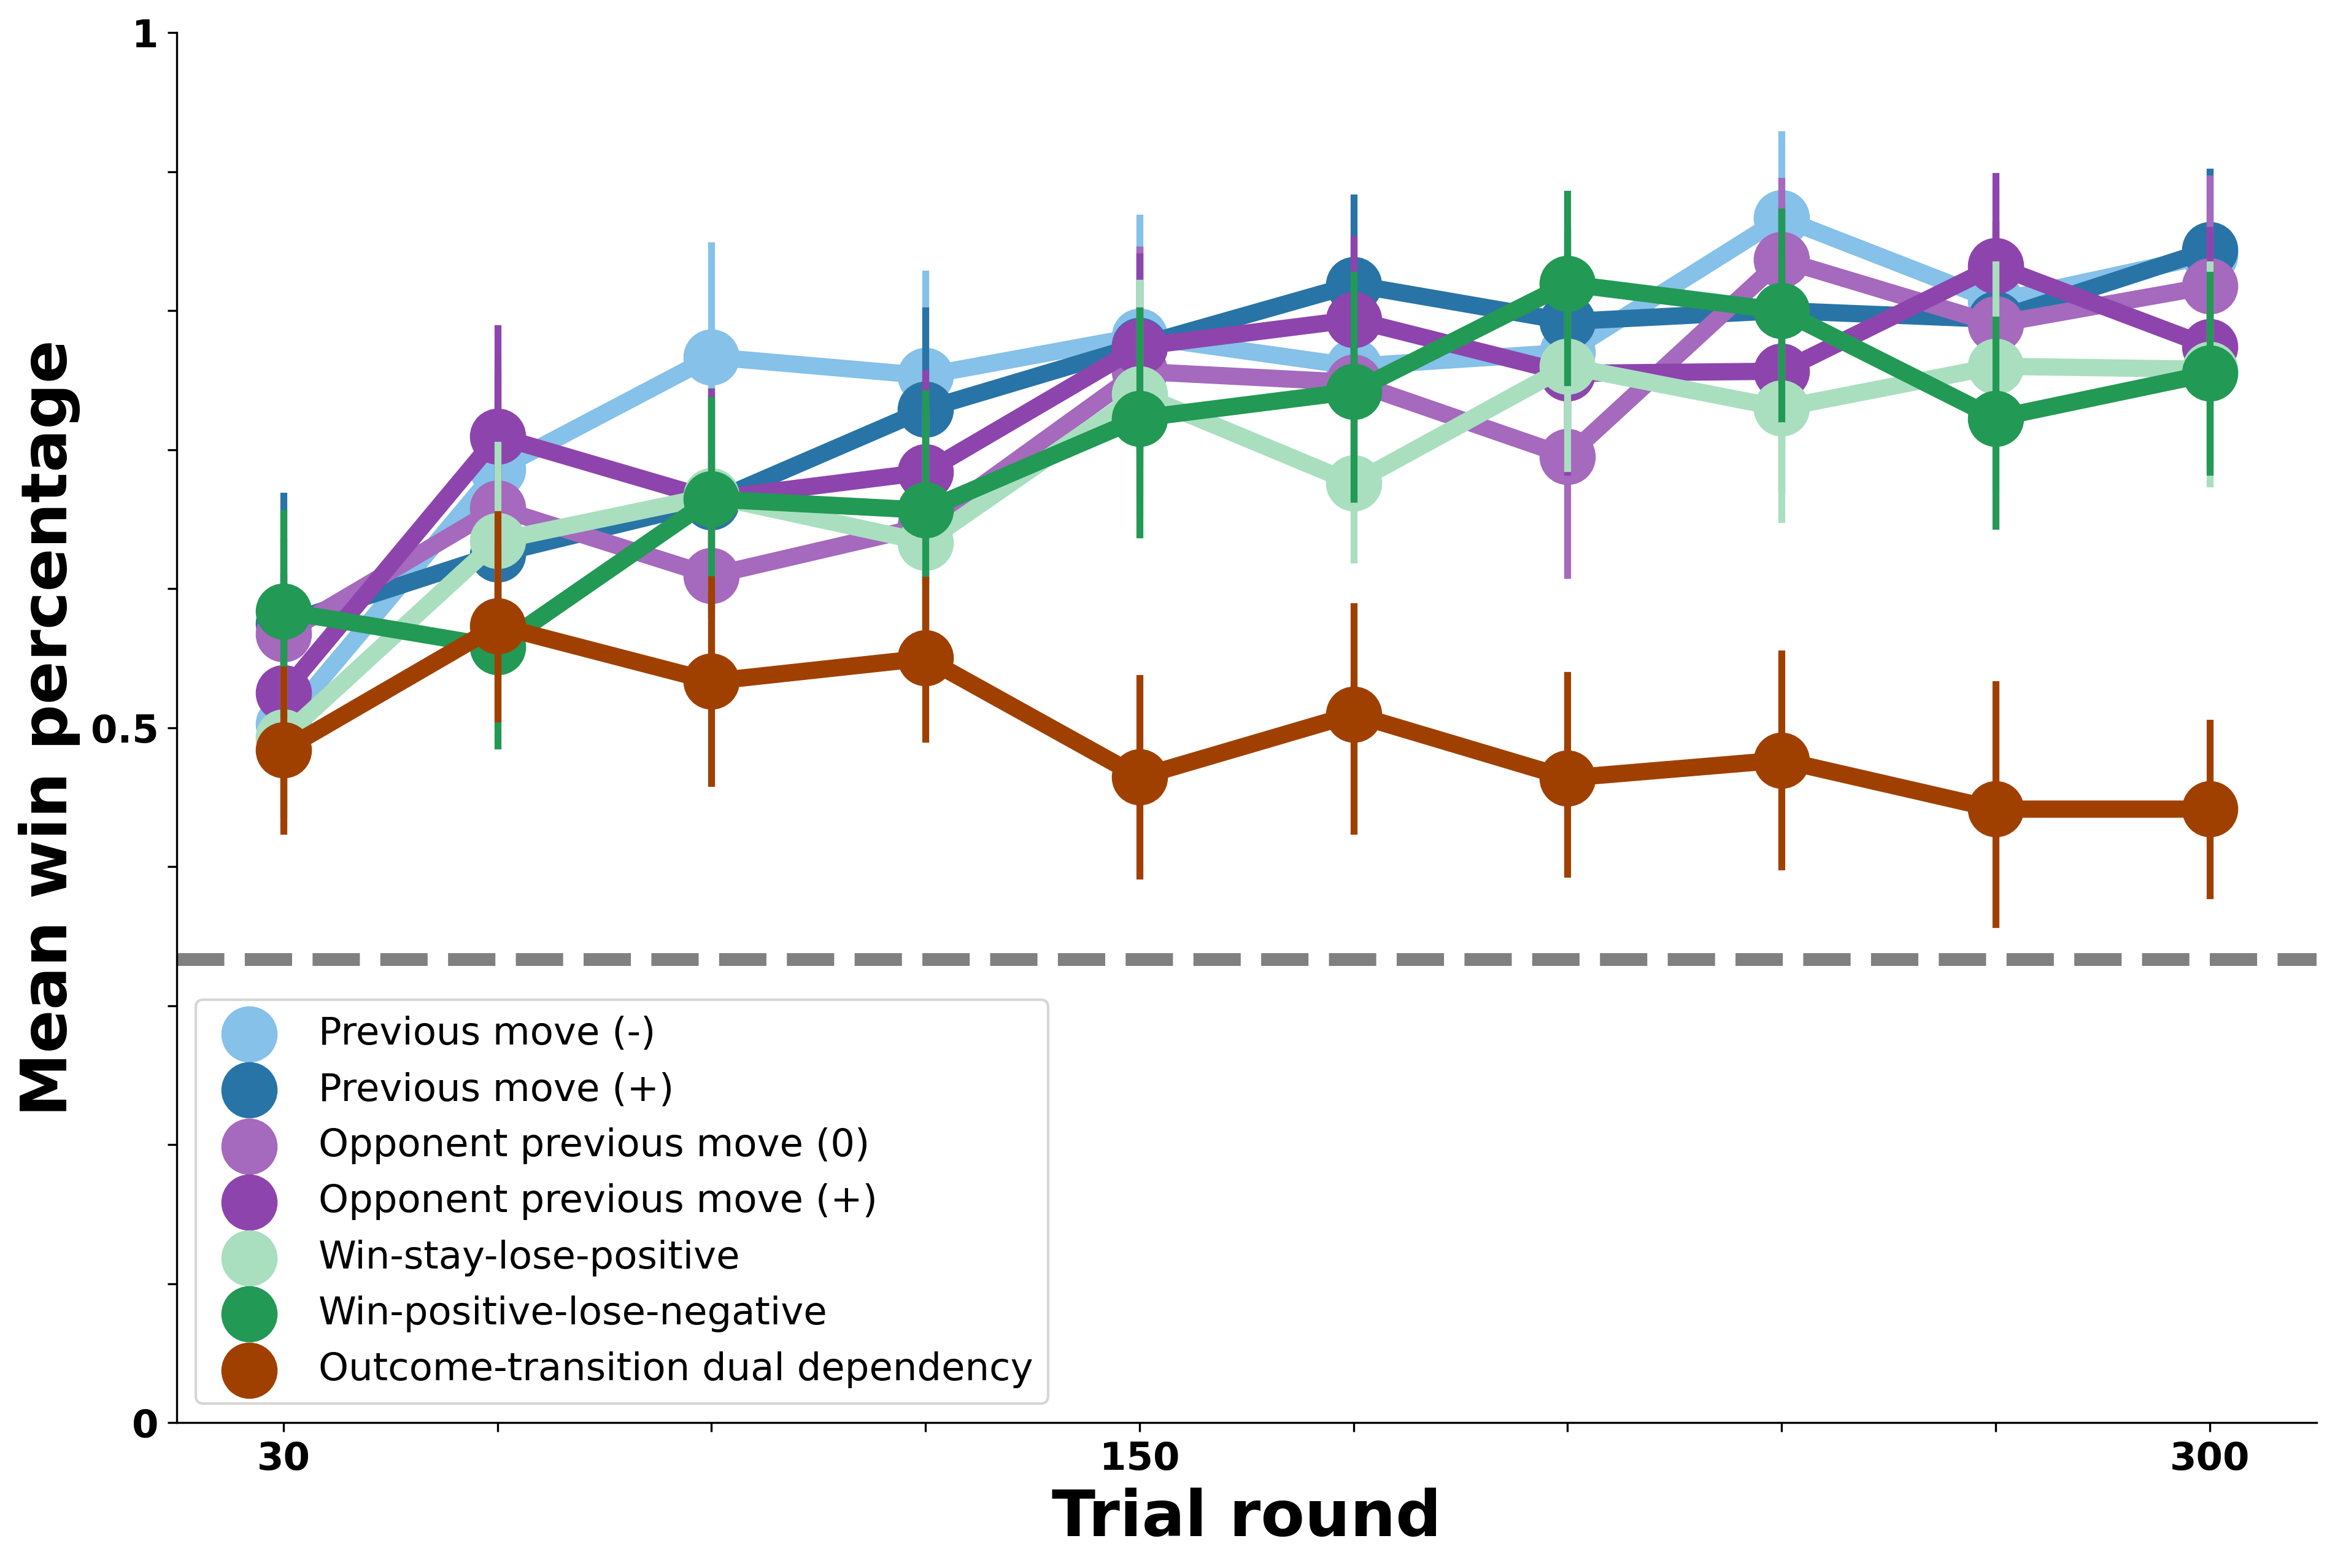 1
0.5
0
Mean win percentage
Previous move (-)
Previous move (+)
Opponent previous move (0)
Opponent previous move (+)
Win-stay-lose-positive
Win-positive-lose-negative
Outcome-transition dual dependency
30
150
300
Trial round